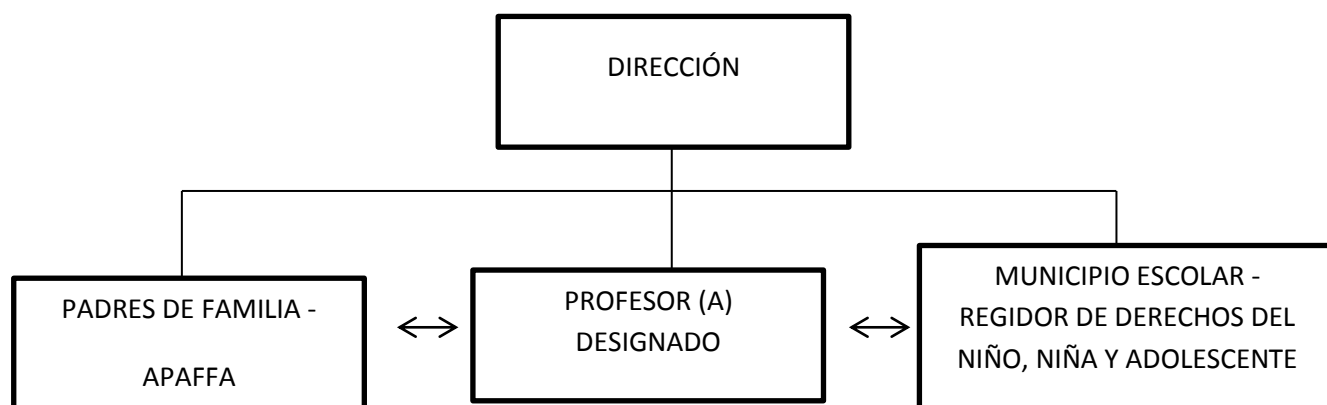 DIRECCIÓN
PADRES DE FAMILIA -
APAFFA
PROFESOR (A)
DESIGNADO
MUNICIPIO ESCOLAR -
REGIDOR DE DERECHOS DEL
NIÑO, NIÑA Y ADOLESCENTE